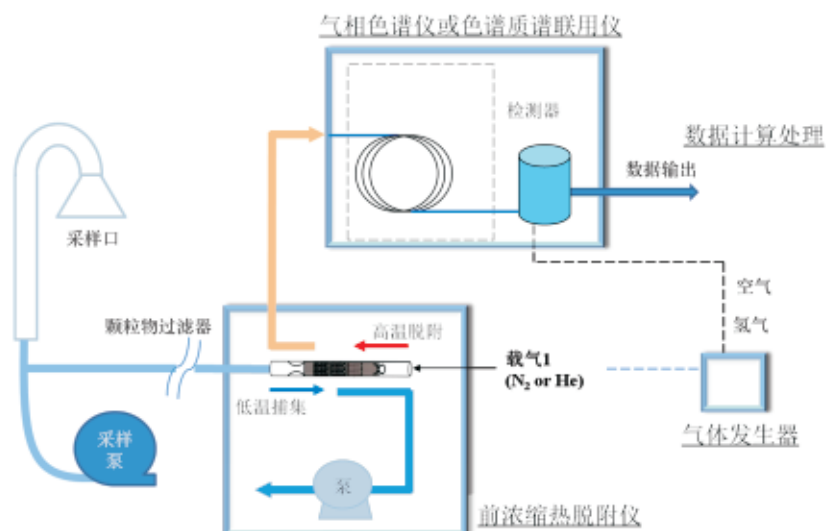 气相色谱仪或色谱质谱联用仪
检测器
数据计算处理
数据输出
采样口
空气
氢气
颗粒物过滤器
高温脱附
载气1
(N₂ or He)
低温捕集
气体发生器
采样
泵
泵
前浓缩热脱附仪